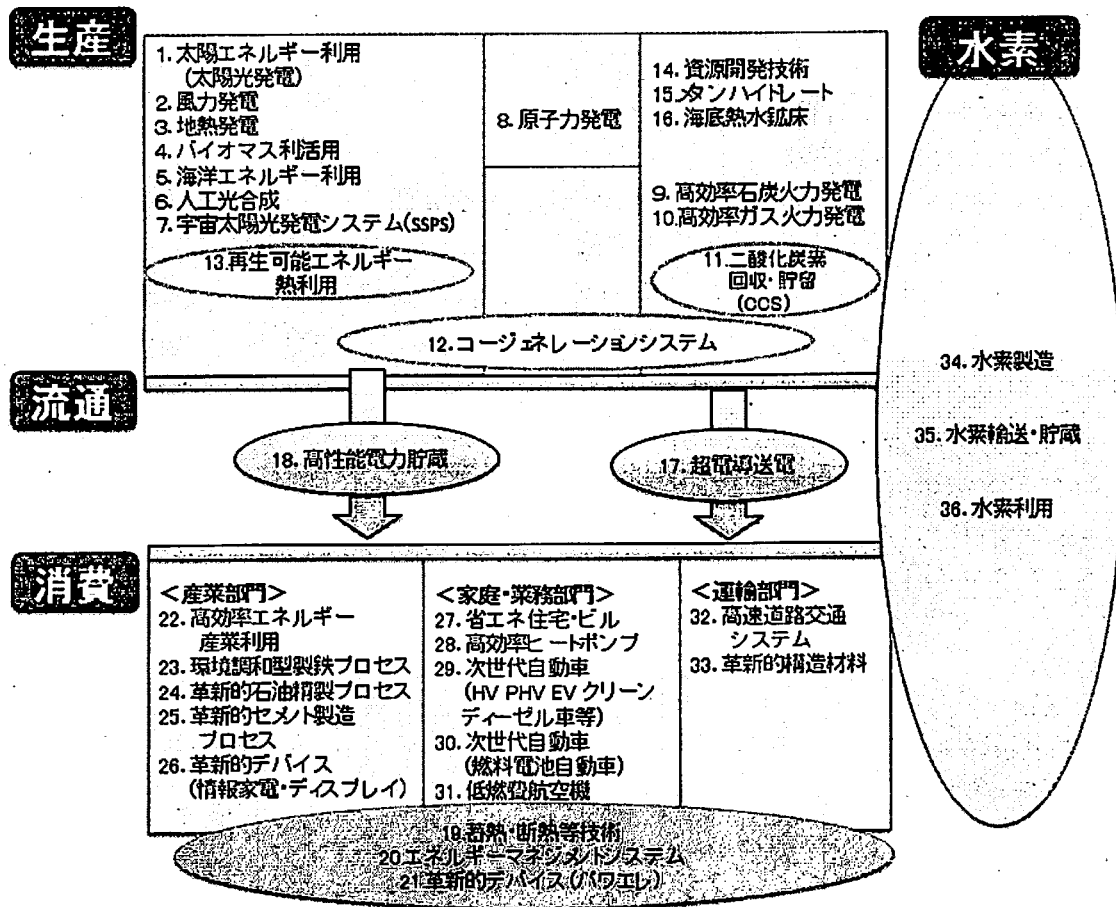 生産
1. 太陽エネルギー利用
(太陽光発電)
2. 風力発電
3. 地熱発電
4. バイオマス利活用
5. 海洋エネルギー利用
6. 人工光合成
7. 宇宙太陽光発電システム(SSPS)
13. 再生可能エネルギー
熱利用
8. 原子力発電
14. 資源開発技術
15. メタンハイドレート
16. 海底熱水鉱床
9. 高効率石炭火力発電
10. 高効率ガス火力発電
11. 二酸化炭素
回収・貯留
(CCS)
12. コージェネレーションシステム
流通
18. 高性能電力貯蔵
17. 超電導送電
消費
＜産業部門＞
22. 高効率エネルギー
産業利用
23. 環境調和型製鉄プロセス
24. 革新的石油精製プロセス
25. 革新的セメント製造
プロセス
26. 革新的デバイス
(情報家電・ディスプレイ)
＜家庭・業務部門＞
27. 省エネ住宅・ビル
28. 高効率ヒートポンプ
29. 次世代自動車
(HV PHV EV クリーン
ディーゼル車等)
30. 次世代自動車
(燃料電池自動車)
31. 低燃費航空機
＜運輸部門＞
32. 高速道路交通
システム
33. 革新的構造材料
19. 蓄熱・断熱等技術
20 エネルギーマネジメントシステム
21 革新的デバイス(パワエレ)
水素
34. 水素製造
35. 水素輸送・貯蔵
36. 水素利用